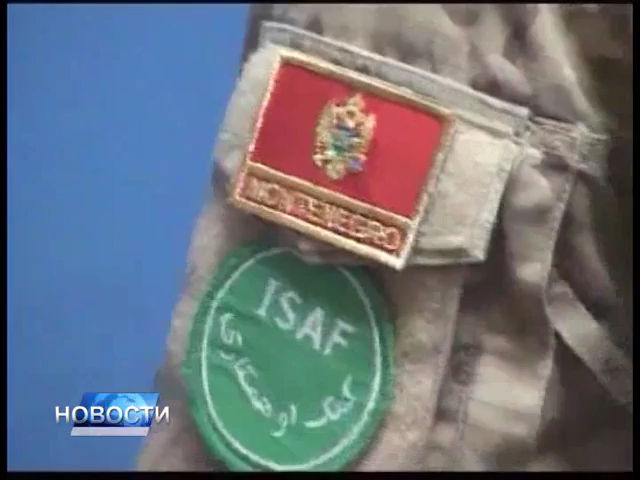 MONTENEGRO
ISAF
کمک او همکاری
НОВОСТИ